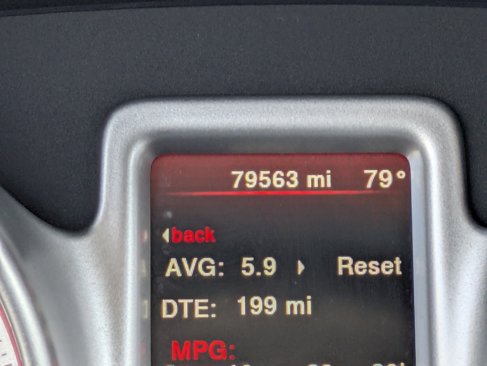 79563 mi 79°
back
AVG: 5.9 Reset
DTE: 199 mi
MPG: